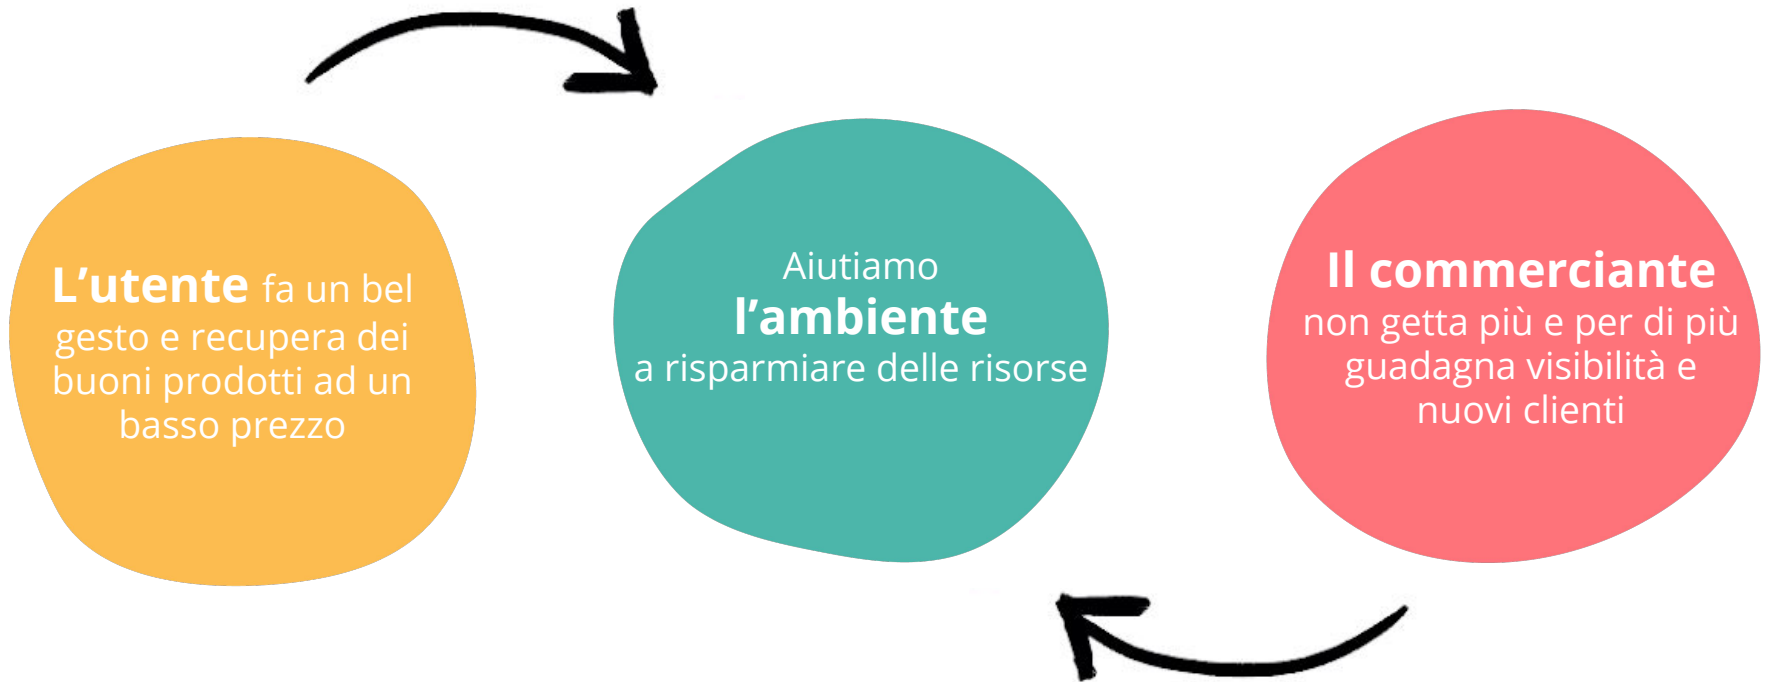 L’utente fa un bel
gesto e recupera dei
buoni prodotti ad un
basso prezzo
Aiutiamo
l’ambiente
a risparmiare delle risorse
Il commerciante
non getta più e per di più
guadagna visibilità e
nuovi clienti